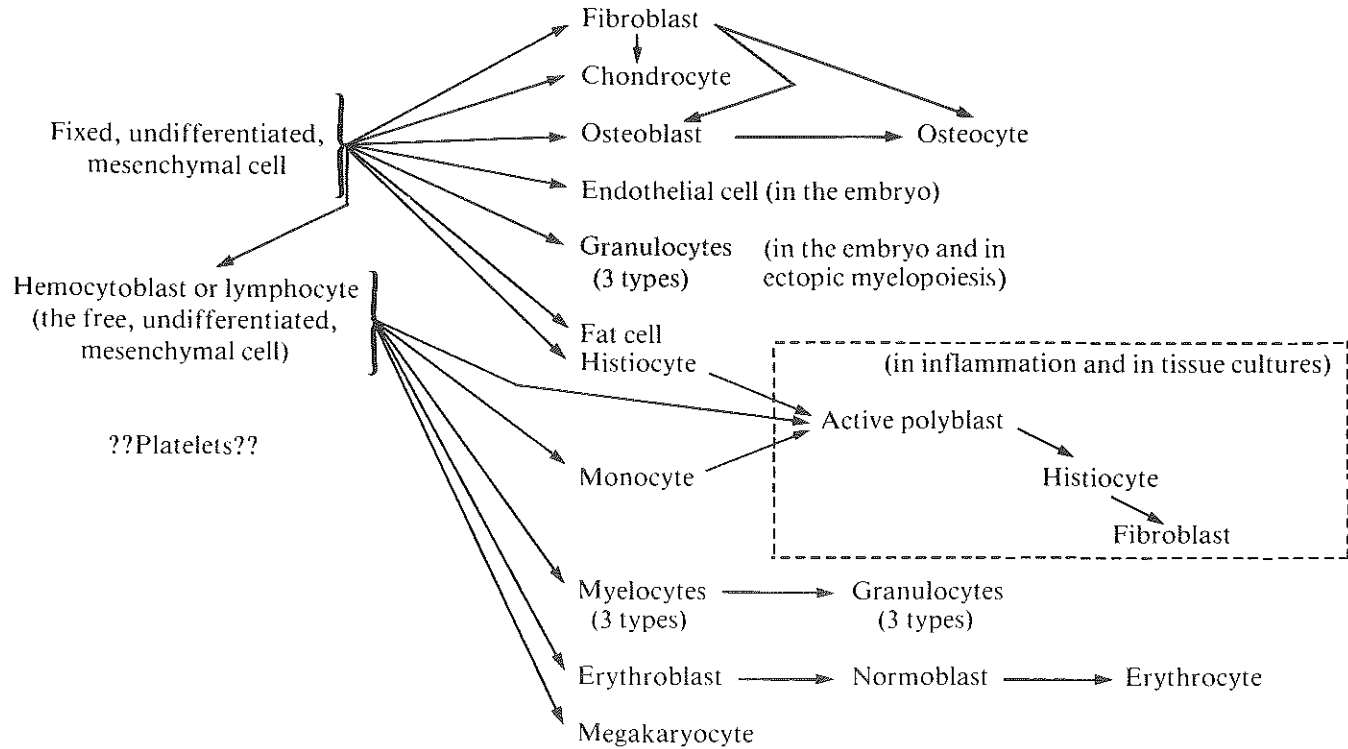 Fibroblast
Chondrocyte
Fixed, undifferentiated,
mesenchymal cell
Osteoblast
Osteocyte
Endothelial cell (in the embryo)
Granulocytes
(3 types)
(in the embryo and in
ectopic myelopoiesis)
Hemocytoblast or lymphocyte
(the free, undifferentiated,
mesenchymal cell)
Fat cell
Histiocyte
(in inflammation and in tissue cultures)
Active polyblast
??Platelets??
Monocyte
Histiocyte
Fibroblast
Myelocytes
(3 types)
Granulocytes
(3 types)
Erythroblast
Normoblast
Erythrocyte
Megakaryocyte